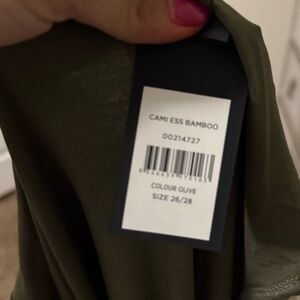 CAMI ESS BAMBOO
00214727
COLOUR OLIVE
SIZE 26/28